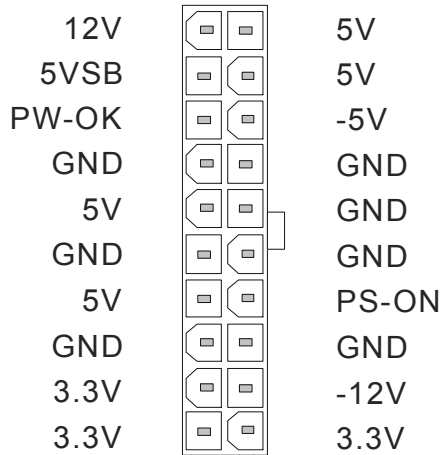 12V 5V
5VSB 5V
PW-OK -5V
GND GND
5V GND
GND GND
5V PS-ON
GND GND
3.3V -12V
3.3V 3.3V